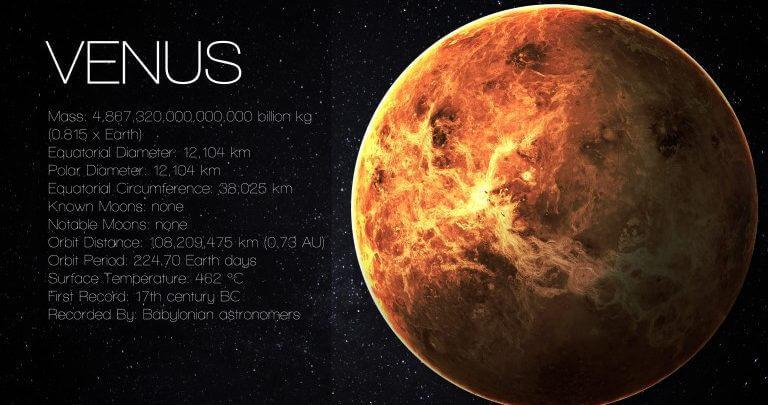 VENUS
Mass: 4,867,320,000,000,000 billion kg
(0.815 x Earth)
Equatorial Diameter: 12,104 km
Polar Diameter: 12,104 km
Equatorial Circumference: 38,025 km
Known Moons: none
Notable Moons: none
Orbit Distance: 108,209,475 km (0.73 AU)
Orbit Period: 224.70 Earth days
Surface Temperature: 462 °C
First Record: 17th century BC
Recorded By: Babylonian astronomers